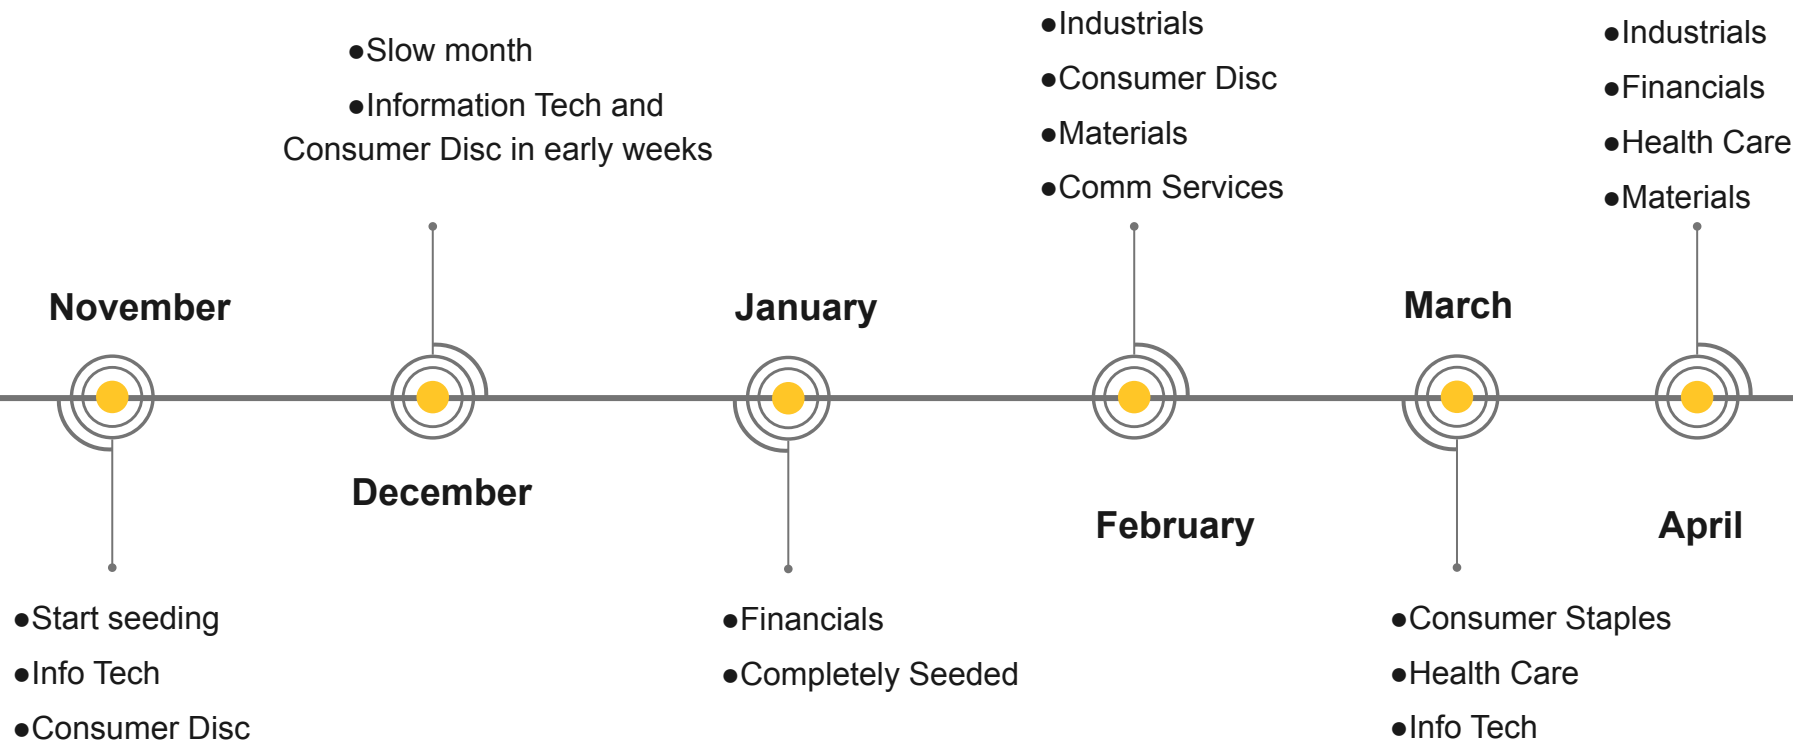 November
●Start seeding
●Info Tech
●Consumer Disc
●Slow month
●Information Tech and
Consumer Disc in early weeks
December
January
●Financials
●Completely Seeded
●Industrials
●Consumer Disc
●Materials
●Comm Services
February
March
●Consumer Staples
●Health Care
●Info Tech
●Industrials
●Financials
●Health Care
●Materials
April